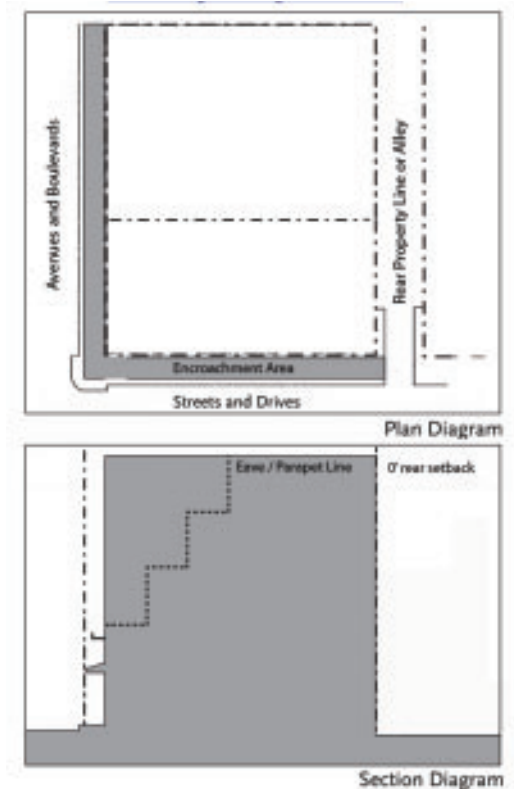 Avenues and Boulevards
Rear Property Line or Alley
Encroachment Area
Streets and Drives
Plan Diagram
Eave / Parapet Line
0' rear setback
Section Diagram